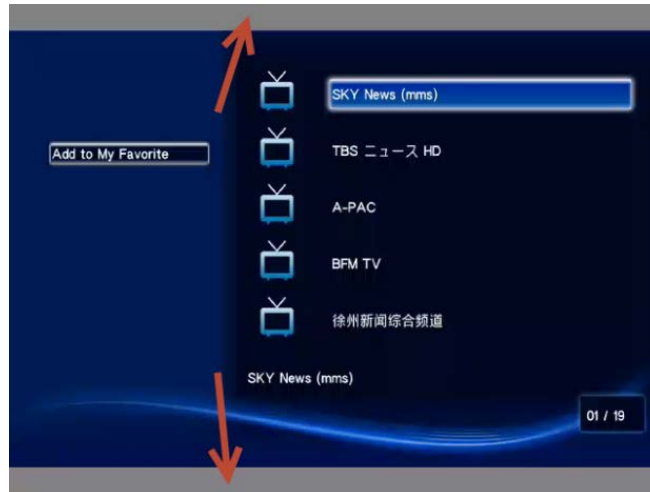 SKY News (mms)
Add to My Favorite
TBS ニュース HD
A-PAC
BFM TV
徐州新闻综合频道
SKY News (mms)
01 / 19